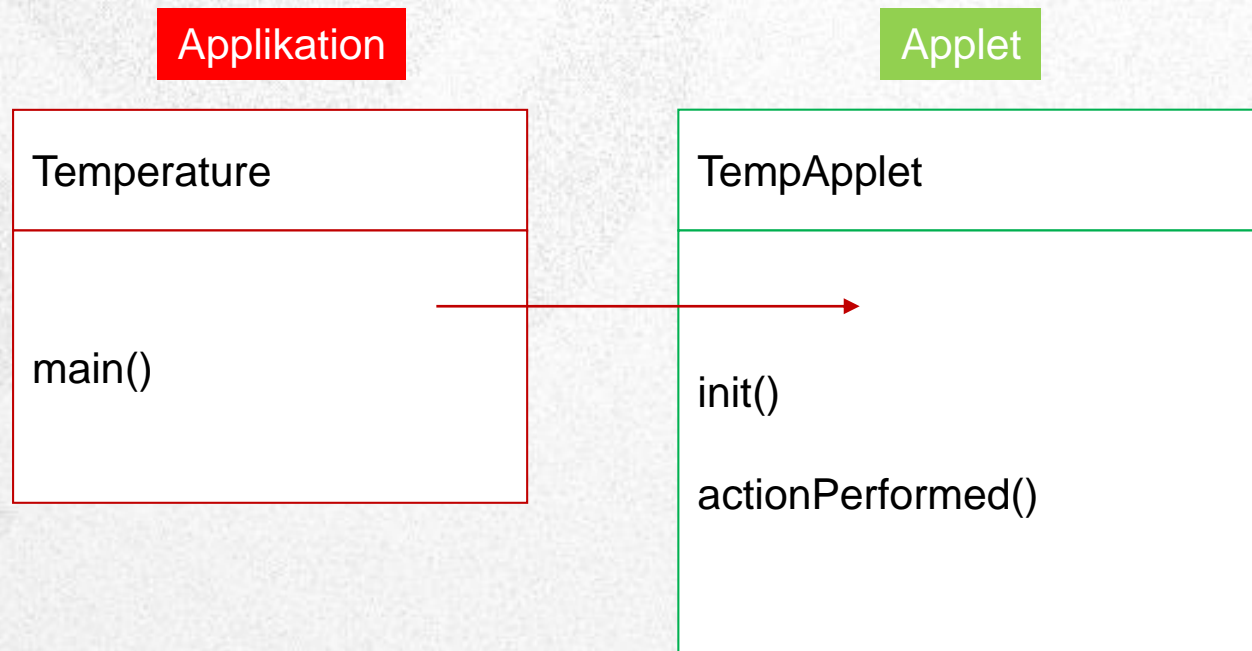 Applikation
Temperature
main()
Applet
TempApplet
init()
actionPerformed()